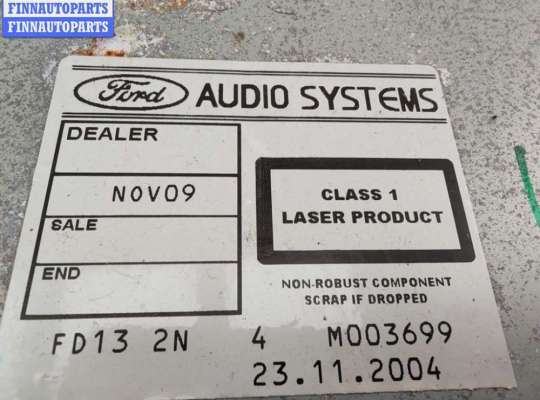 FINNAUTOPARTS
FINNAUTOPARTS
Ford AUDIO SYSTEMS
DEALER
NOV09
SALE
END
CLASS 1
LASER PRODUCT
NON-ROBUST COMPONENT
SCRAP IF DROPPED
FD13 2N 4 M003699
23.11.2004